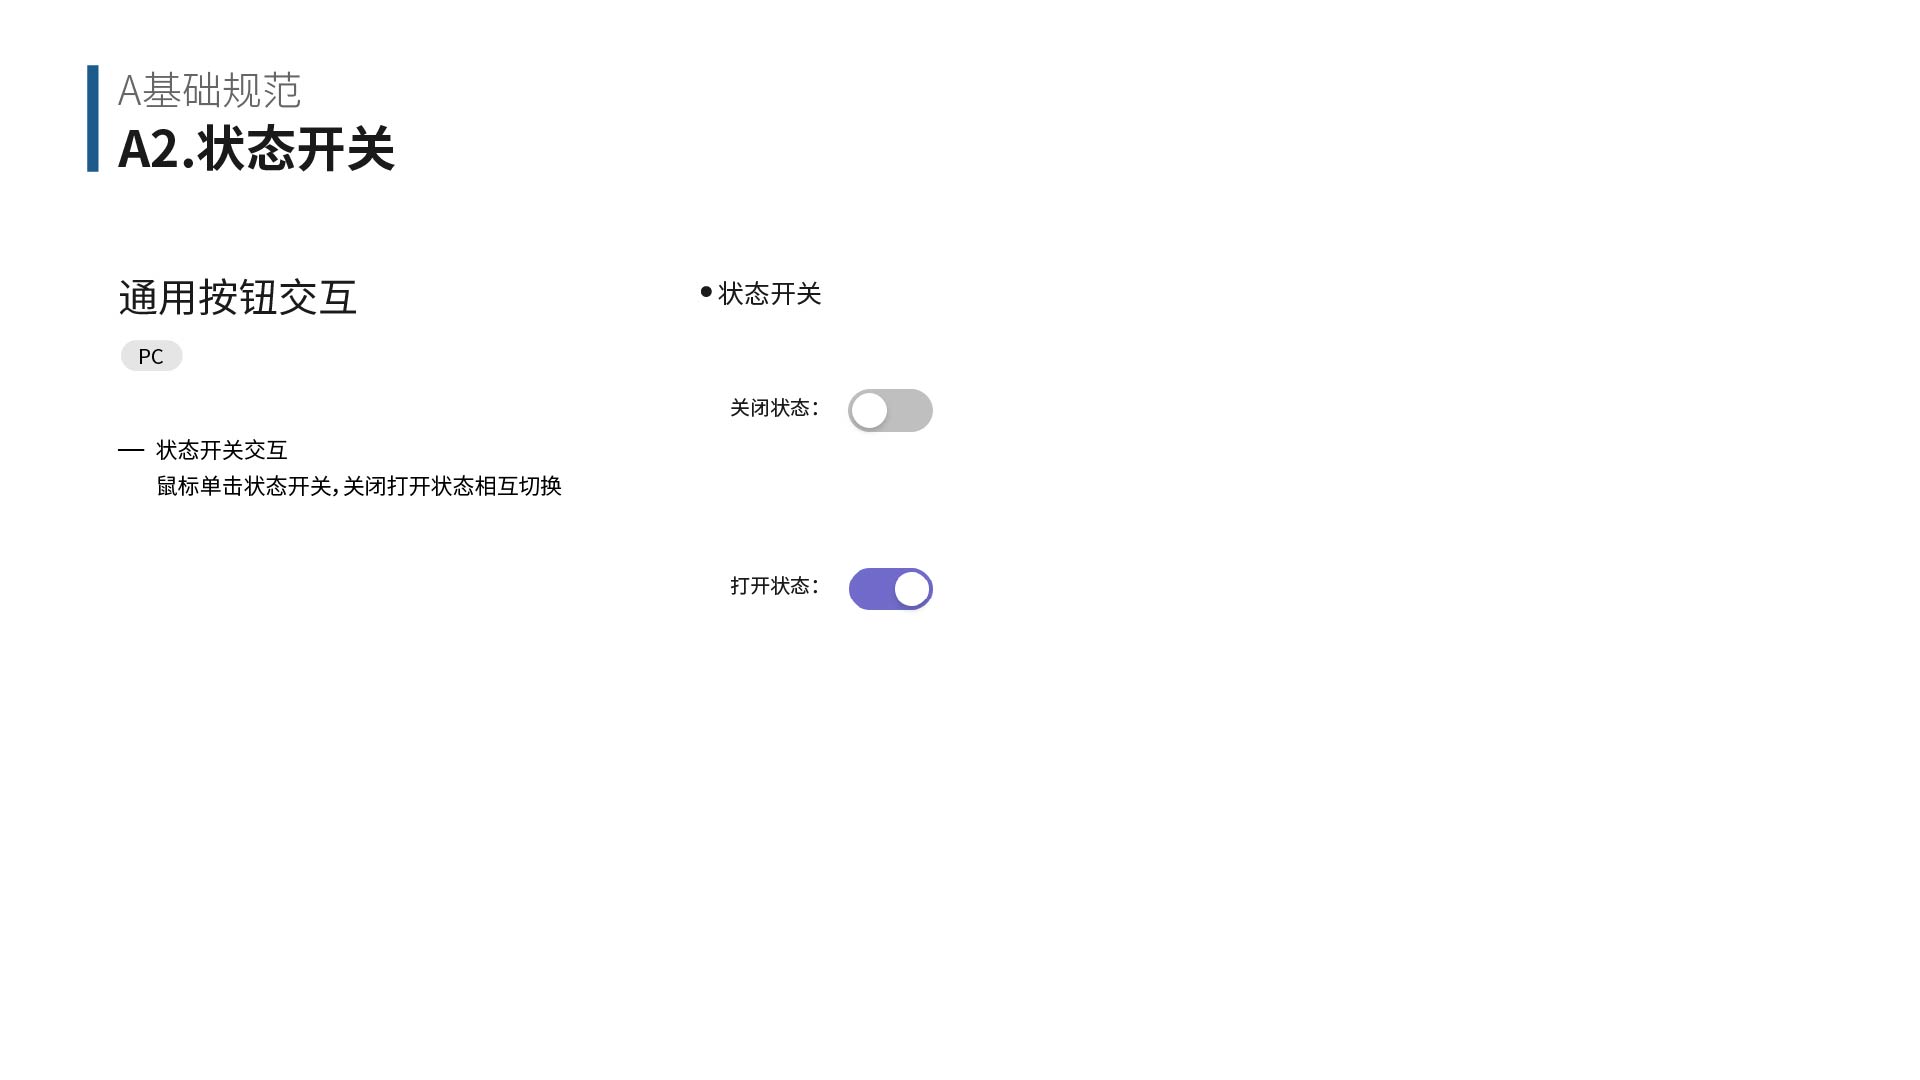 A基础规范
A2.状态开关
通用按钮交互
PC
— 状态开关交互
鼠标单击状态开关，关闭打开状态相互切换
● 状态开关
关闭状态：
打开状态：